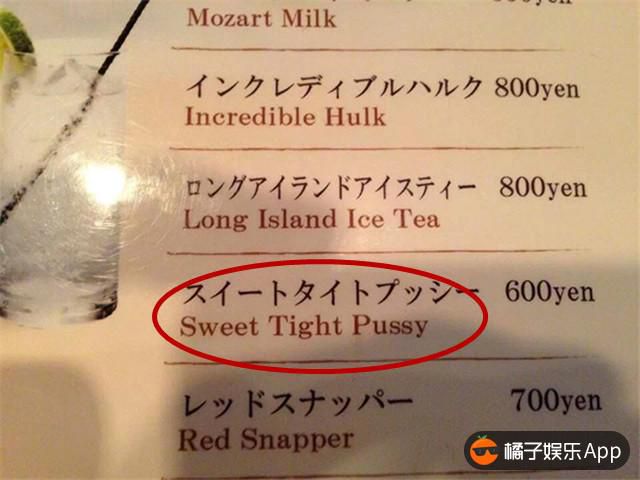 Mozart Milk
インクレディブルハルク 800yen
Incredible Hulk
ロングアイランドアイスティー 800yen
Long Island Ice Tea
スイートタイトプッシー 600yen
Sweet Tight Pussy
レッドスナッパー 700yen
Red Snapper
橘子娱乐App